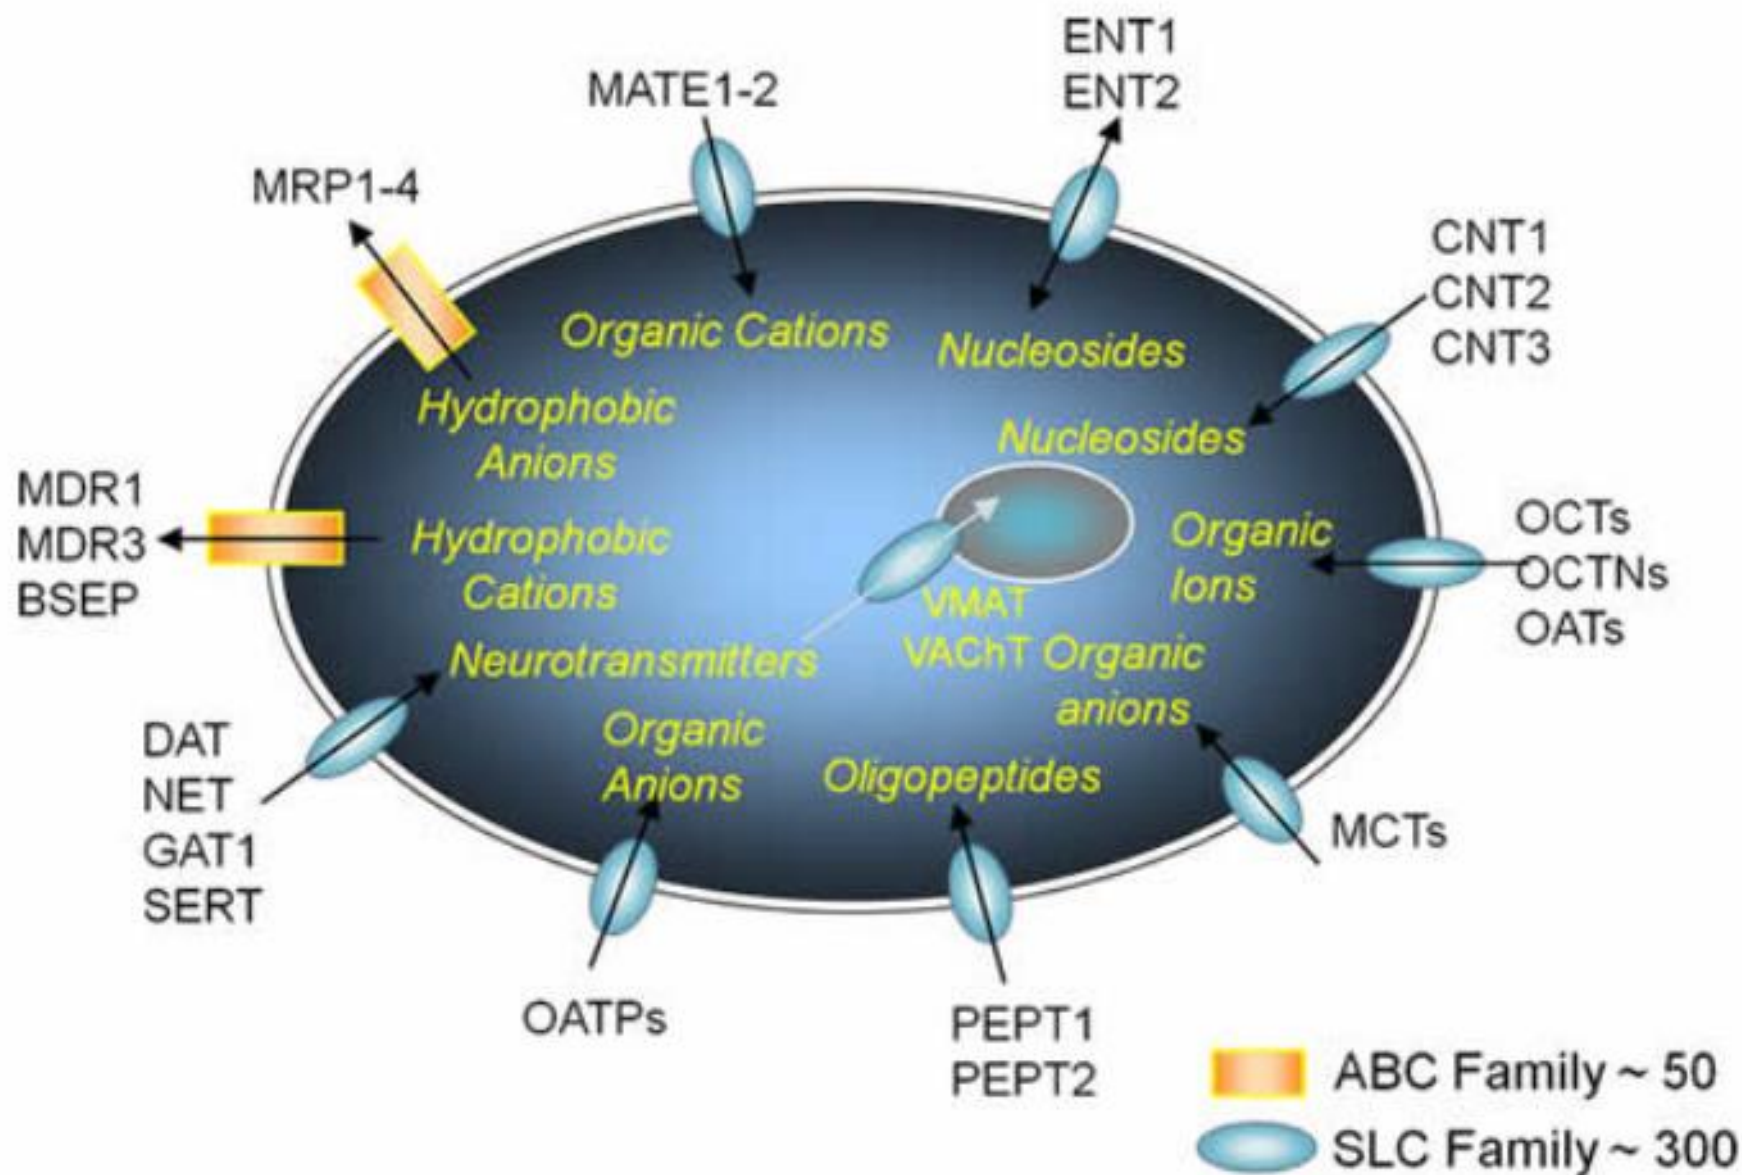 ENT1
ENT2
MATE1-2
MRP1-4
CNT1
CNT2
CNT3
Organic Cations
Nucleosides
Hydrophobic
Anions
Nucleosides
MDR1
MDR3
BSEP
Hydrophobic
Cations
Organic
Ions
OCTs
OCTNs
OATs
VMAT
VAChT
Neurotransmitters
Organic
anions
DAT
NET
GAT1
SERT
Organic
Anions
Oligopeptides
MCTs
OATPs
PEPT1
PEPT2
ABC Family ~ 50
SLC Family ~ 300